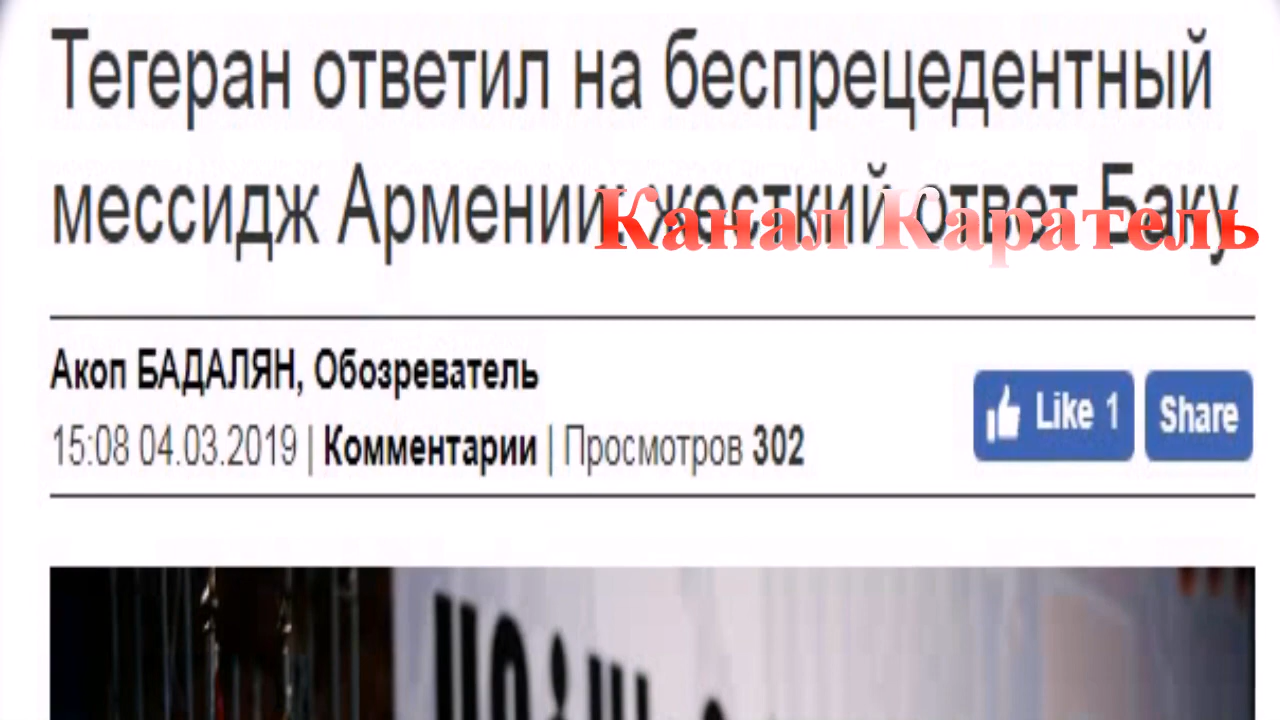 Тегеран ответил на беспрецедентный
мессидж Армении: жесткий ответ Баку
Канал Каратель
Акоп БАДАЛЯН, Обозреватель
15:08 04.03.2019 | Комментарии | Просмотров 302
Like 1
Share